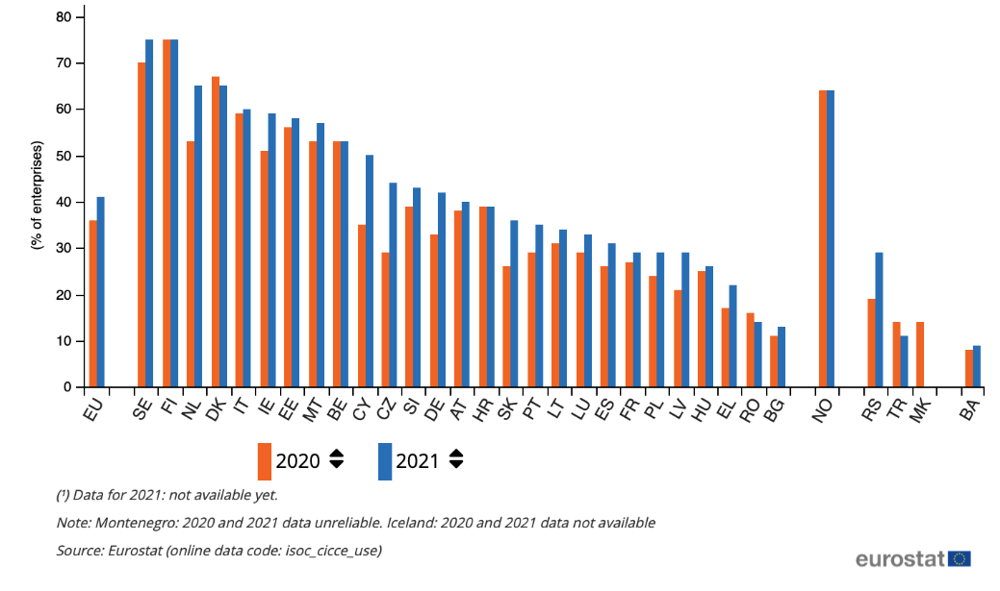 80
70
60
50
40
30
20
10
0
(% of enterprises)
EU SE FI NL DK IT IE EE MT BE CY CZ SI DE AT HR SK PT LT LU ES FR PL LV HU EL RO BG NO RS TR MK BA
2020 2021
(¹) Data for 2021: not available yet.
Note: Montenegro: 2020 and 2021 data unreliable. Iceland: 2020 and 2021 data not available
Source: Eurostat (online data code: isoc_cicce_use)
eurostat